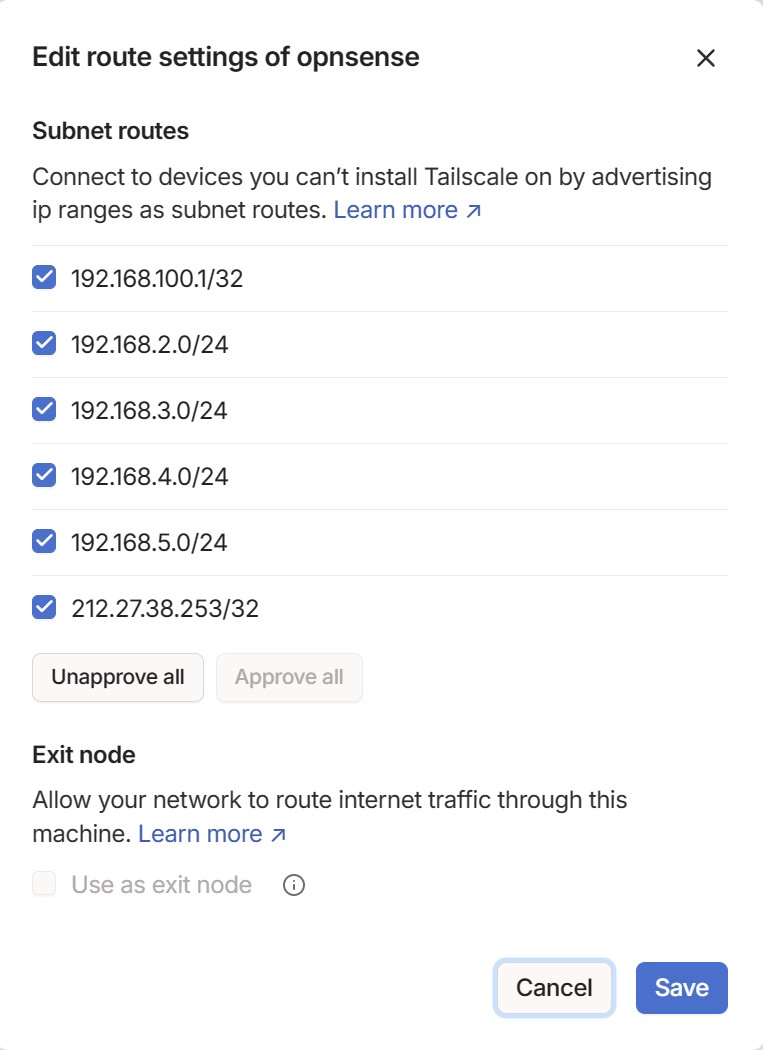 Edit route settings of opnsense
Subnet routes
Connect to devices you can’t install Tailscale on by advertising
ip ranges as subnet routes. Learn more ↗
192.168.100.1/32
192.168.2.0/24
192.168.3.0/24
192.168.4.0/24
192.168.5.0/24
212.27.38.253/32
Unapprove all Approve all
Exit node
Allow your network to route internet traffic through this
machine. Learn more ↗
Use as exit node
Cancel Save